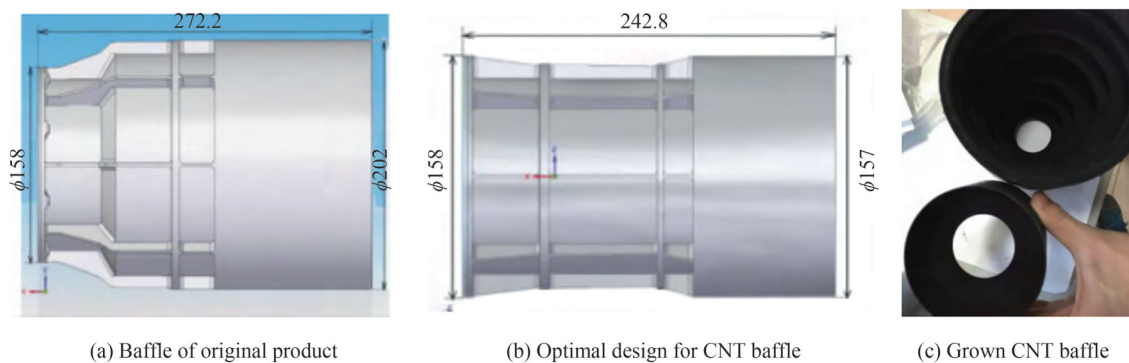 272.2
ϕ158
ϕ202
(a) Baffle of original product
242.8
ϕ158
ϕ157
(b) Optimal design for CNT baffle
(c) Grown CNT baffle